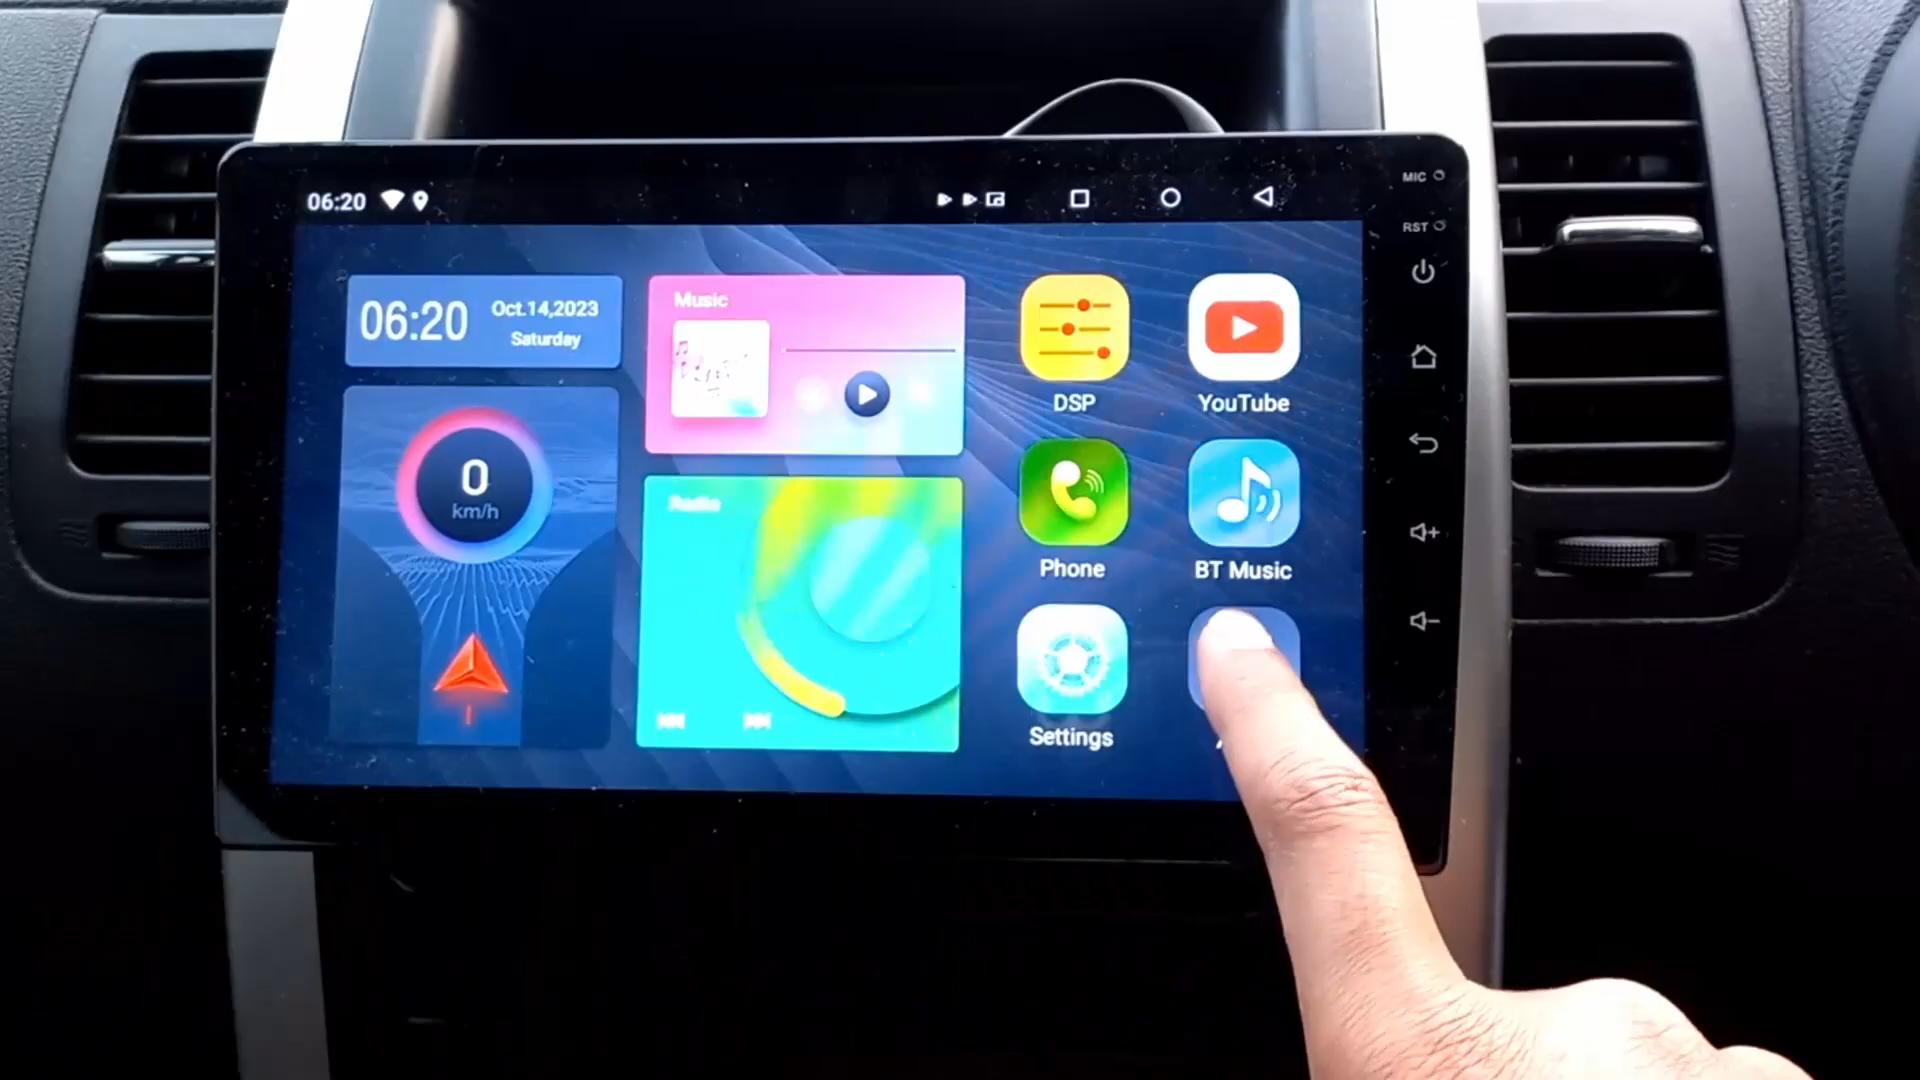 06:20
MIC
RST
06:20
Oct.14,2023
Saturday
0
km/h
Music
Radio
DSP
YouTube
Phone
BT Music
Settings